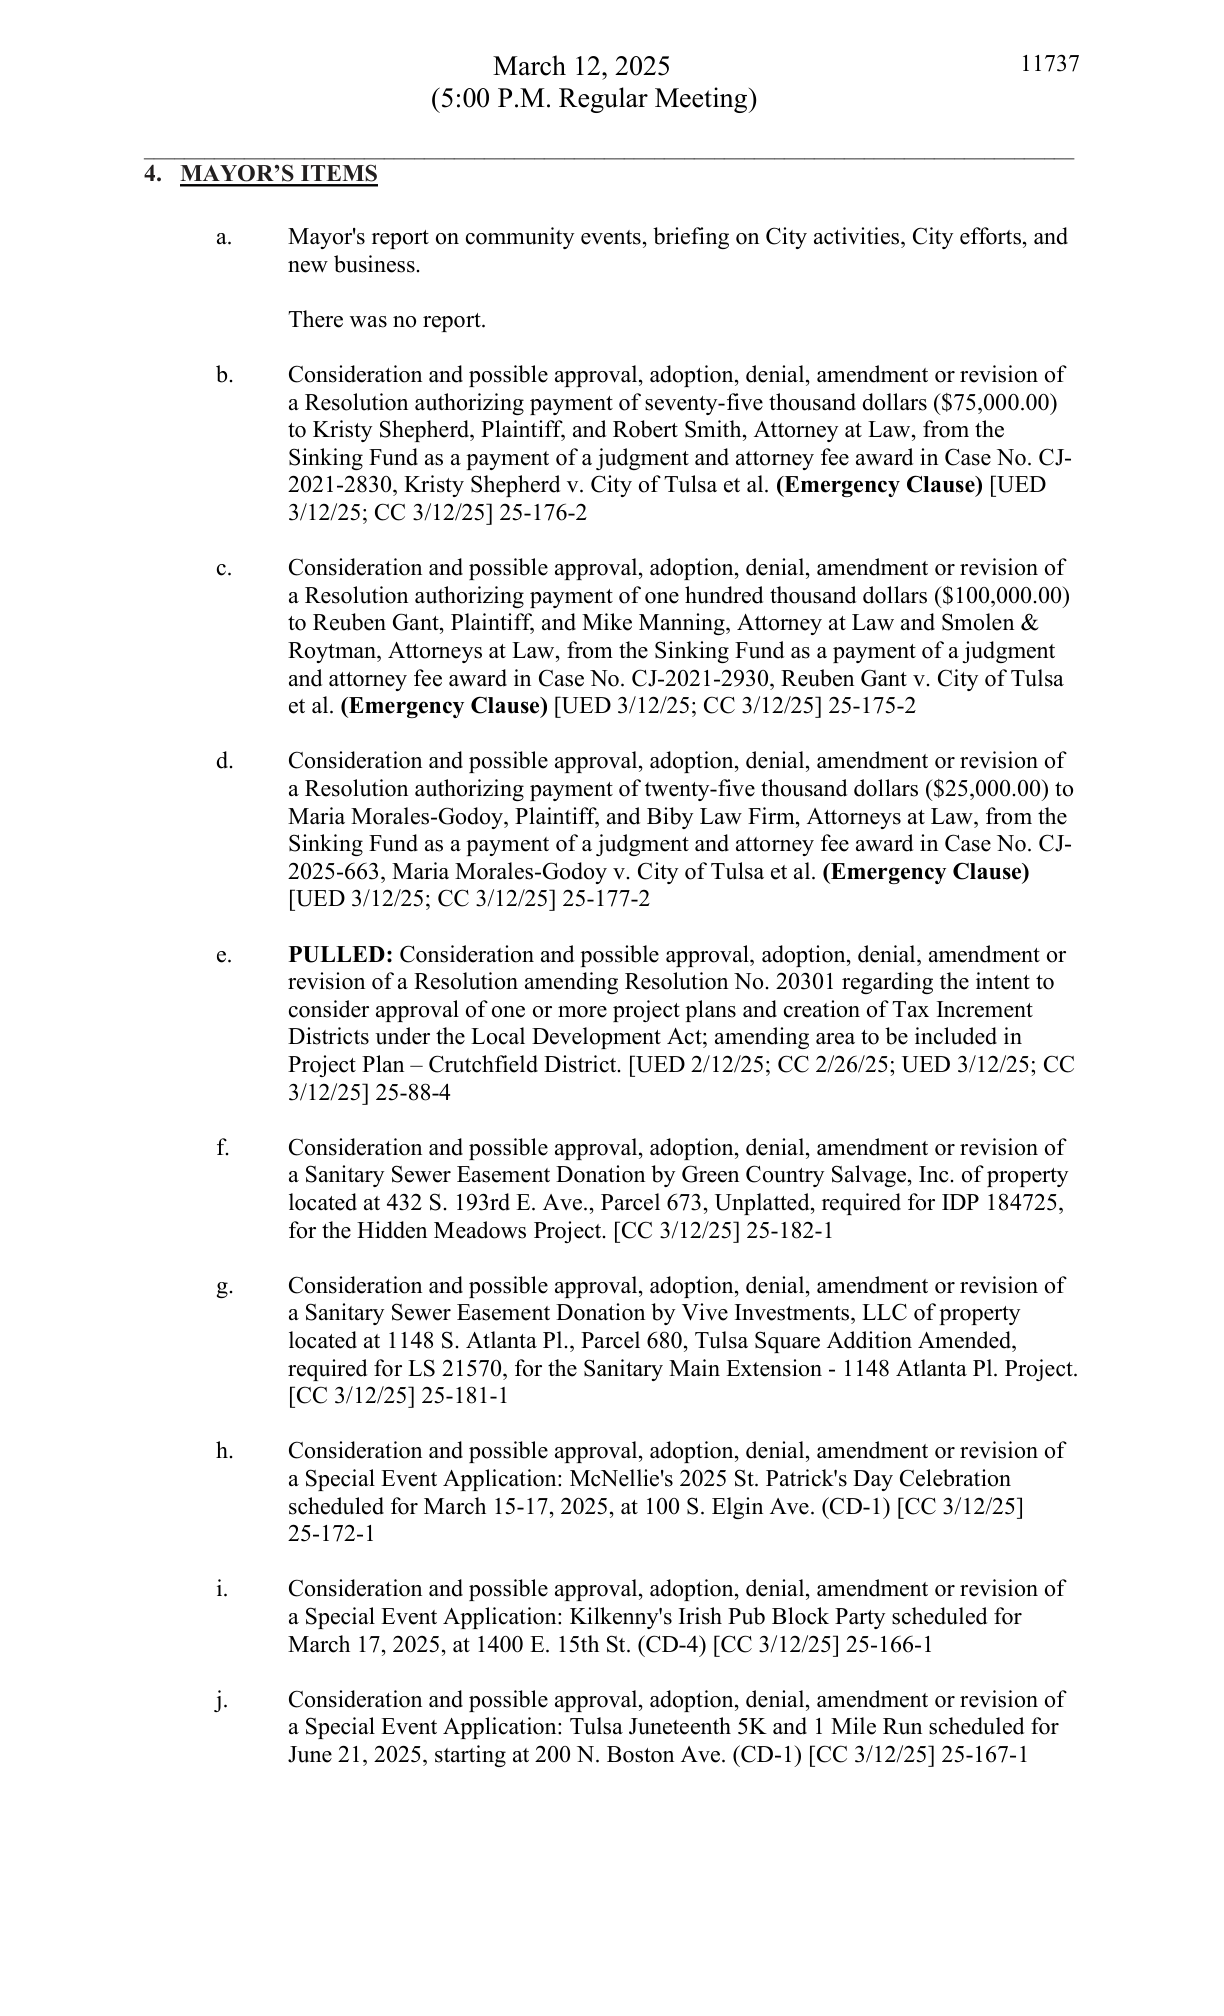 March 12, 2025
11737
(5:00 P.M. Regular Meeting)
4. MAYOR’S ITEMS
a. Mayor's report on community events, briefing on City activities, City efforts, and
new business.
There was no report.
b. Consideration and possible approval, adoption, denial, amendment or revision of
a Resolution authorizing payment of seventy-five thousand dollars ($75,000.00)
to Kristy Shepherd, Plaintiff, and Robert Smith, Attorney at Law, from the
Sinking Fund as a payment of a judgment and attorney fee award in Case No. CJ-
2021-2830, Kristy Shepherd v. City of Tulsa et al. (Emergency Clause) [UED
3/12/25; CC 3/12/25] 25-176-2
c. Consideration and possible approval, adoption, denial, amendment or revision of
a Resolution authorizing payment of one hundred thousand dollars ($100,000.00)
to Reuben Gant, Plaintiff, and Mike Manning, Attorney at Law and Smolen &
Roytman, Attorneys at Law, from the Sinking Fund as a payment of a judgment
and attorney fee award in Case No. CJ-2021-2930, Reuben Gant v. City of Tulsa
et al. (Emergency Clause) [UED 3/12/25; CC 3/12/25] 25-175-2
d. Consideration and possible approval, adoption, denial, amendment or revision of
a Resolution authorizing payment of twenty-five thousand dollars ($25,000.00) to
Maria Morales-Godoy, Plaintiff, and Biby Law Firm, Attorneys at Law, from the
Sinking Fund as a payment of a judgment and attorney fee award in Case No. CJ-
2025-663, Maria Morales-Godoy v. City of Tulsa et al. (Emergency Clause)
[UED 3/12/25; CC 3/12/25] 25-177-2
e. PULLED: Consideration and possible approval, adoption, denial, amendment or
revision of a Resolution amending Resolution No. 20301 regarding the intent to
consider approval of one or more project plans and creation of Tax Increment
Districts under the Local Development Act; amending area to be included in
Project Plan – Crutchfield District. [UED 2/12/25; CC 2/26/25; UED 3/12/25; CC
3/12/25] 25-88-4
f. Consideration and possible approval, adoption, denial, amendment or revision of
a Sanitary Sewer Easement Donation by Green Country Salvage, Inc. of property
located at 432 S. 193rd E. Ave., Parcel 673, Unplatted, required for IDP 184725,
for the Hidden Meadows Project. [CC 3/12/25] 25-182-1
g. Consideration and possible approval, adoption, denial, amendment or revision of
a Sanitary Sewer Easement Donation by Vive Investments, LLC of property
located at 1148 S. Atlanta Pl., Parcel 680, Tulsa Square Addition Amended,
required for LS 21570, for the Sanitary Main Extension - 1148 Atlanta Pl. Project.
[CC 3/12/25] 25-181-1
h. Consideration and possible approval, adoption, denial, amendment or revision of
a Special Event Application: McNellie's 2025 St. Patrick's Day Celebration
scheduled for March 15-17, 2025, at 100 S. Elgin Ave. (CD-1) [CC 3/12/25]
25-172-1
i. Consideration and possible approval, adoption, denial, amendment or revision of
a Special Event Application: Kilkenny's Irish Pub Block Party scheduled for
March 17, 2025, at 1400 E. 15th St. (CD-4) [CC 3/12/25] 25-166-1
j. Consideration and possible approval, adoption, denial, amendment or revision of
a Special Event Application: Tulsa Juneteenth 5K and 1 Mile Run scheduled for
June 21, 2025, starting at 200 N. Boston Ave. (CD-1) [CC 3/12/25] 25-167-1